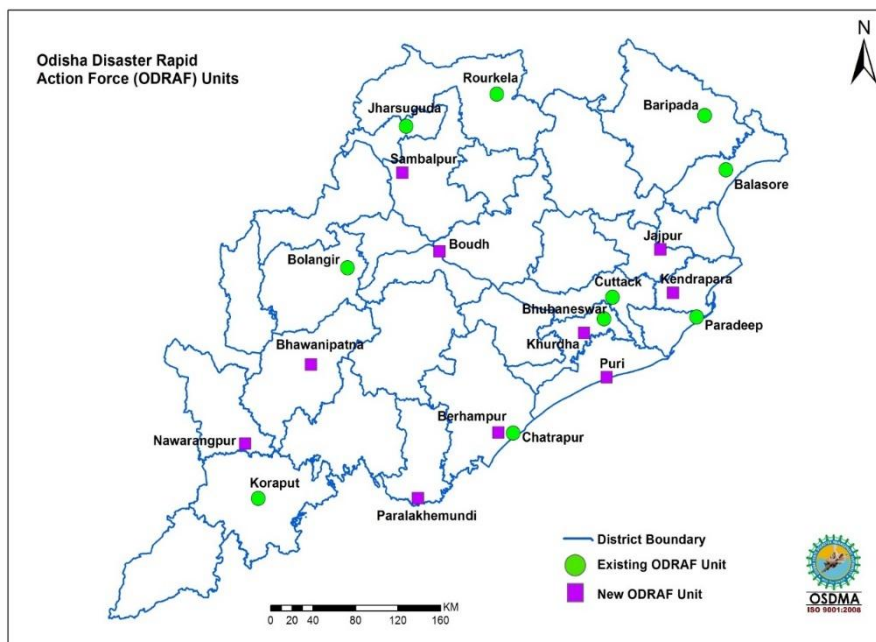 Odisha Disaster Rapid
Action Force (ODRAF) Units
N
Rourkela
Baripada
Jharsuguda
Sambalpur
Balasore
Boudh
Jajpur
Bolangir
Cuttack
Kendrapara
Bhubaneswar
Paradeep
Khurdha
Bhawanipatna
Puri
Berhampur
Chatrapur
Nawarangpur
Koraput
Paralakhemundi
District Boundary
Existing ODRAF Unit
New ODRAF Unit
KM
0 20 40 80 120 160
OSDMA
ISO 9001:2008